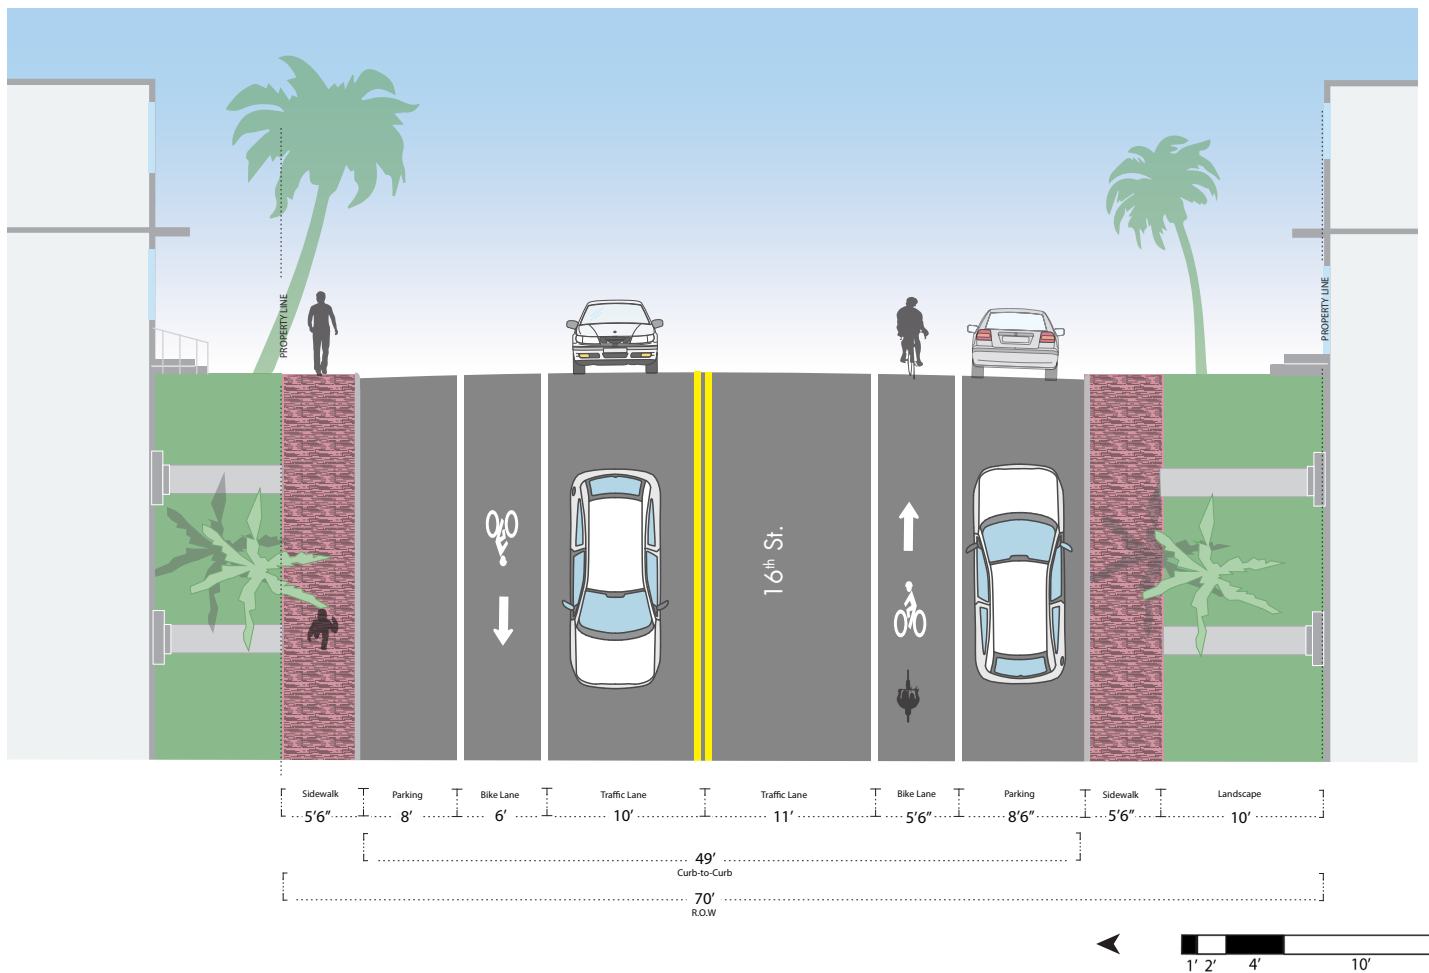 PROPERTY LINE
PROPERTY LINE
16th St.
Sidewalk Parking Bike Lane Traffic Lane Traffic Lane Bike Lane Parking Sidewalk Landscape
5’6” 8’ 6’ 10’ 11’ 5’6” 8’6” 5’6” 10’
49’
Curb-to-Curb
70’
R.O.W
1’ 2’ 4’ 10’